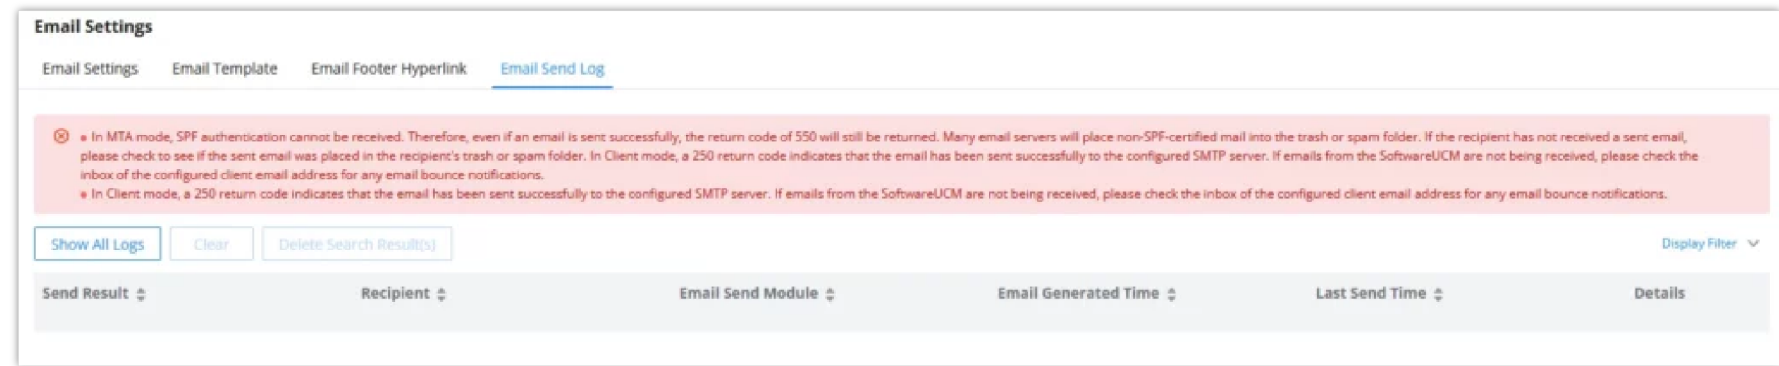 Email Settings
Email Settings Email Template Email Footer Hyperlink Email Send Log
• In MTA mode, SPF authentication cannot be received. Therefore, even if an email is sent successfully, the return code of 550 will still be returned. Many email servers will place non-SPF-certified mail into the trash or spam folder. If the recipient has not received a sent email,
please check to see if the sent email was placed in the recipient's trash or spam folder. In Client mode, a 250 return code indicates that the email has been sent successfully to the configured SMTP server. If emails from the SoftwareUCM are not being received, please check the
inbox of the configured client email address for any email bounce notifications.
• In Client mode, a 250 return code indicates that the email has been sent successfully to the configured SMTP server. If emails from the SoftwareUCM are not being received, please check the inbox of the configured client email address for any email bounce notifications.
Show All Logs Clear Delete Search Result(s) Display Filter
Send Result Recipient Email Send Module Email Generated Time Last Send Time Details